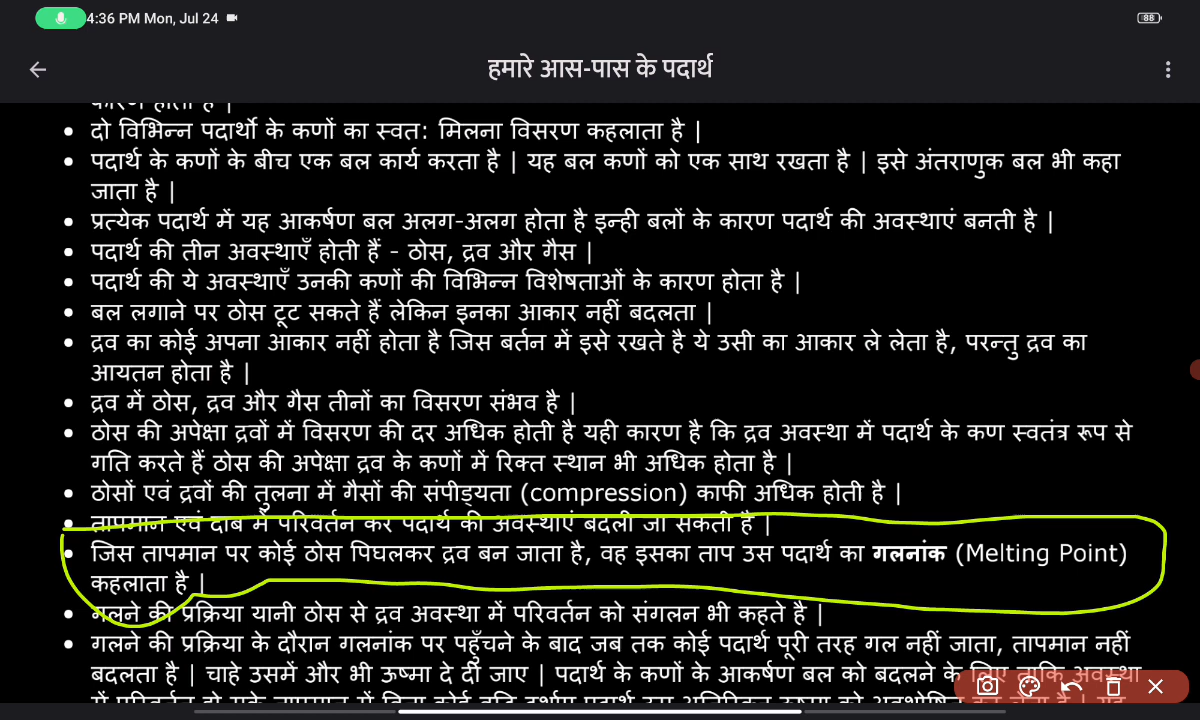 4:36 PM Mon, Jul 24
88
हमारे आस-पास के पदार्थ
कारण होता है |
• दो विभिन्न पदार्थो के कणों का स्वत: मिलना विसरण कहलाता है |
• पदार्थ के कणों के बीच एक बल कार्य करता है | यह बल कणों को एक साथ रखता है | इसे अंतराणुक बल भी कहा
जाता है |
• प्रत्येक पदार्थ में यह आकर्षण बल अलग-अलग होता है इन्ही बलों के कारण पदार्थ की अवस्थाएं बनती है |
• पदार्थ की तीन अवस्थाएँ होती हैं - ठोस, द्रव और गैस |
• पदार्थ की ये अवस्थाएँ उनकी कणों की विभिन्न विशेषताओं के कारण होता है |
• बल लगाने पर ठोस टूट सकते हैं लेकिन इनका आकार नहीं बदलता |
• द्रव का कोई अपना आकार नहीं होता है जिस बर्तन में इसे रखते है ये उसी का आकार ले लेता है, परन्तु द्रव का
आयतन होता है |
• द्रव में ठोस, द्रव और गैस तीनों का विसरण संभव है |
• ठोस की अपेक्षा द्रवों में विसरण की दर अधिक होती है यही कारण है कि द्रव अवस्था में पदार्थ के कण स्वतंत्र रूप से
गति करते हैं ठोस की अपेक्षा द्रव के कणों में रिक्त स्थान भी अधिक होता है |
• ठोसों एवं द्रवों की तुलना में गैसों की संपीड्यता (compression) काफी अधिक होती है |
• तापमान एवं दाब में परिवर्तन कर पदार्थ की अवस्थाएं बदली जा सकती है |
• जिस तापमान पर कोई ठोस पिघलकर द्रव बन जाता है, वह इसका ताप उस पदार्थ का गलनांक (Melting Point)
कहलाता है |
• गलने की प्रक्रिया यानी ठोस से द्रव अवस्था में परिवर्तन को संगलन भी कहते है |
• गलने की प्रक्रिया के दौरान गलनांक पर पहुँचने के बाद जब तक कोई पदार्थ पूरी तरह गल नहीं जाता, तापमान नहीं
बदलता है | चाहे उसमें और भी ऊष्मा दे दी जाए | पदार्थ के कणों के आकर्षण बल को बदलने के लिए ताकि अवस्था